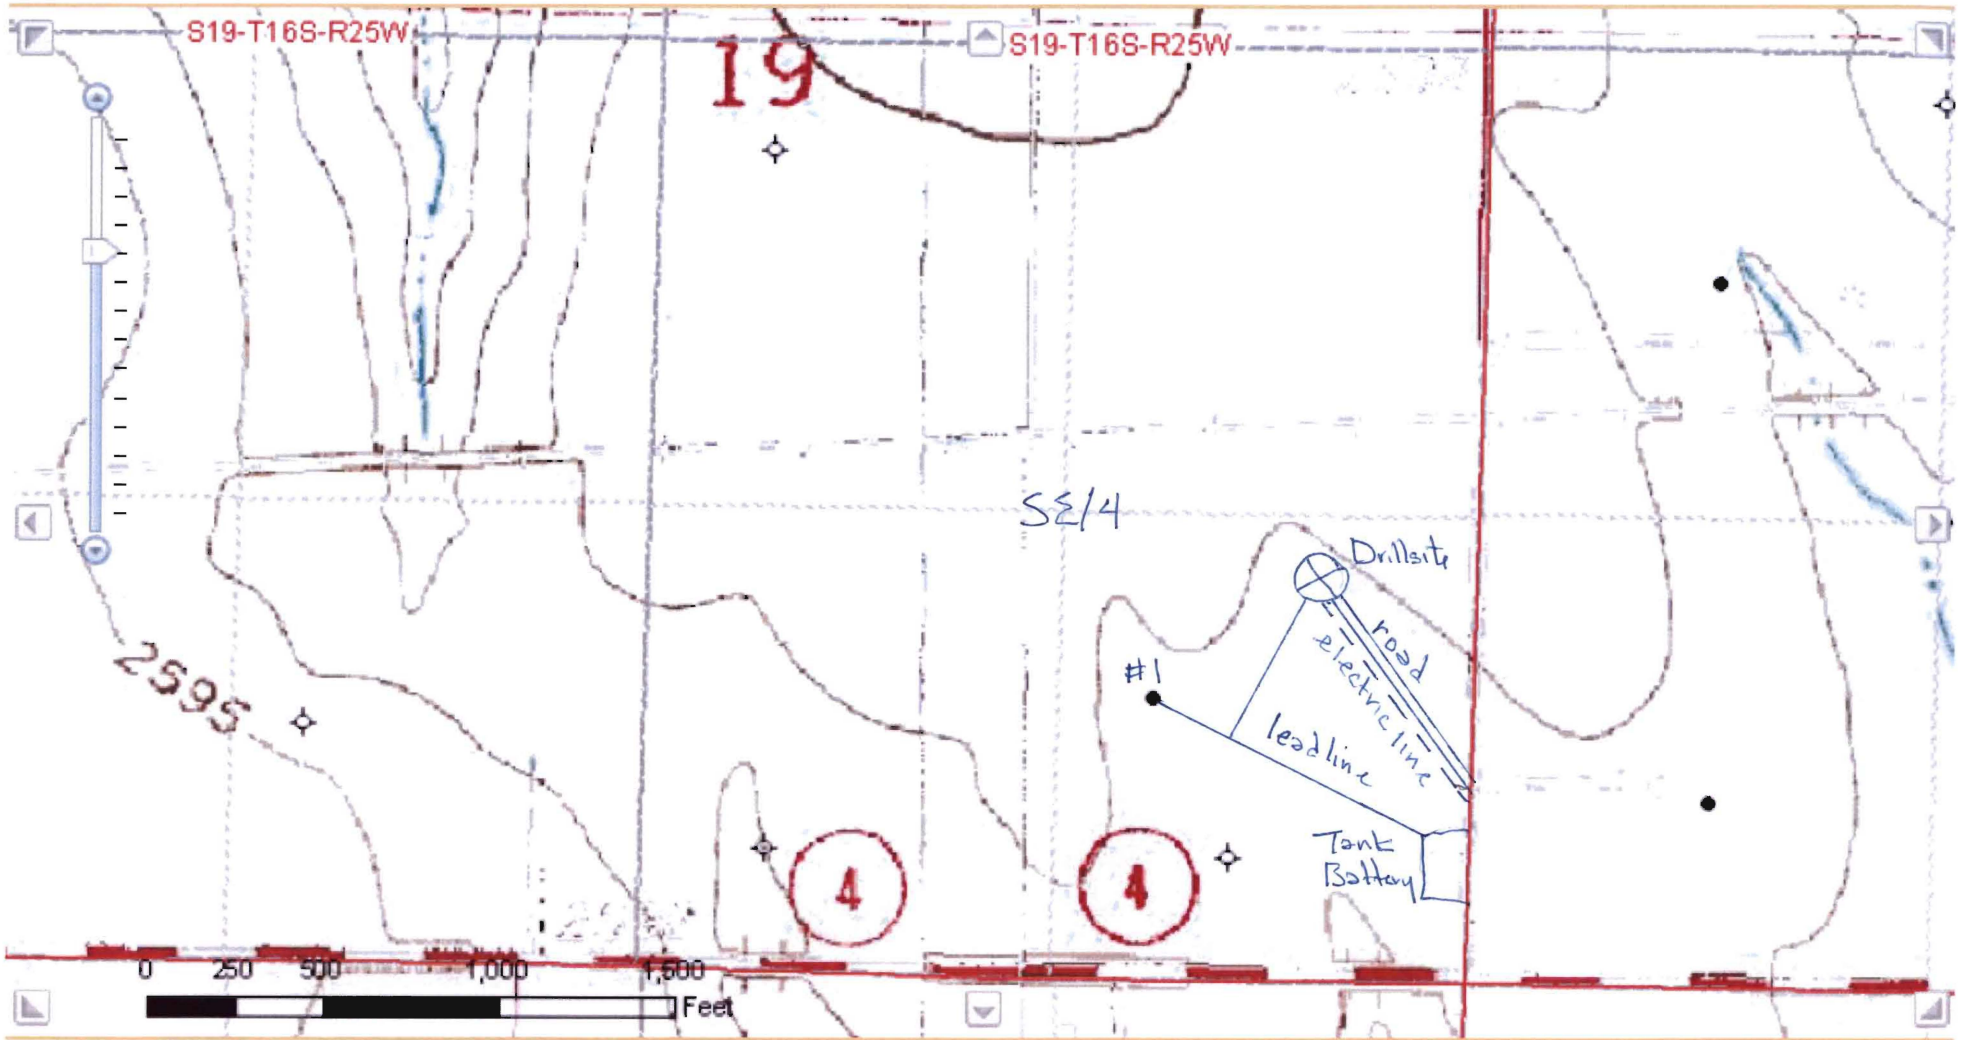 S19-T16S-R25W
S19-T16S-R25W
19
SE/4
Drillsite
road
electric line
#1
leadline
2595
Tank
Battery
4
4
0 250 500 1,000 1,500
Feet